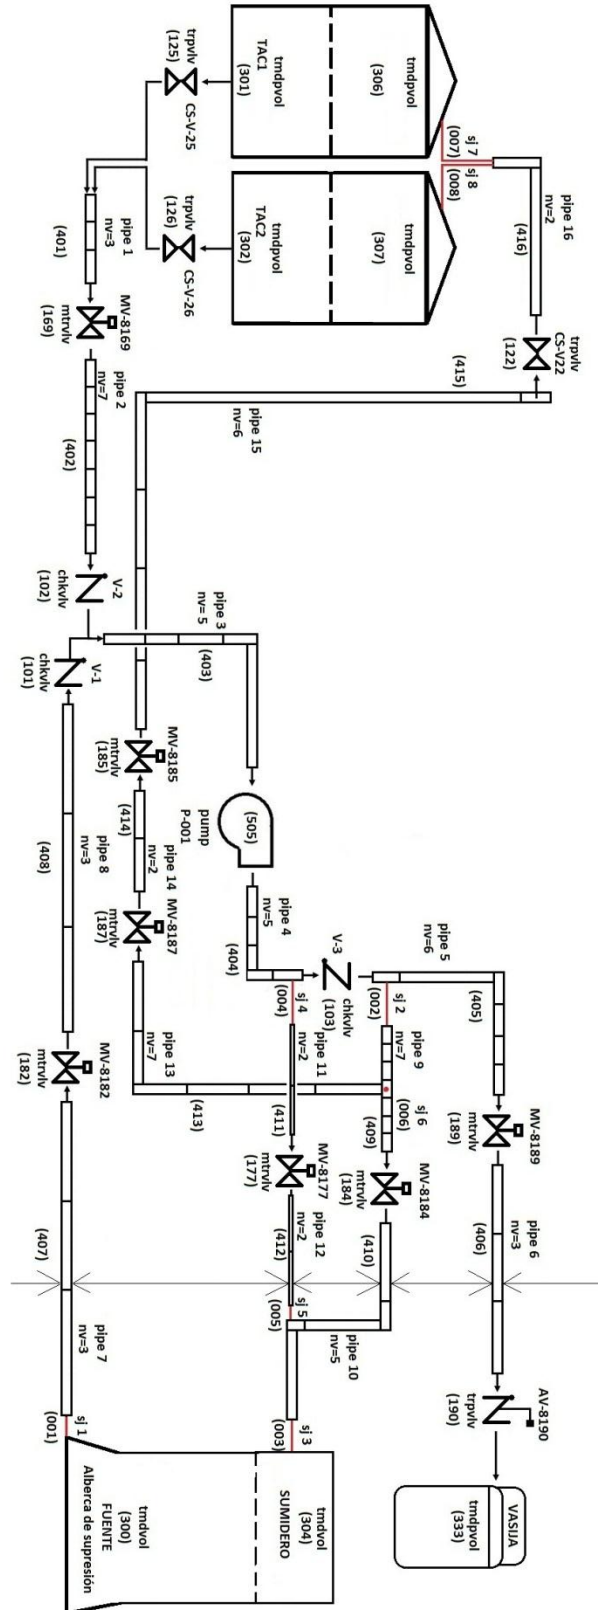 VASIJA
tmdpvol
(333)
AV-8190
trpvlv
(190)
pipe 6
nv=3
(406)
MV-8189
mtrvlv
(189)
pipe 5
nv=6
(405)
pipe 16
nv=2
(416)
trpvlv
CS-V22
(122)
sj 7
(007)
sj 8
(008)
tmdpvol
(306)
tmdpvol
TAC1
(301)
tmdpvol
(307)
tmdpvol
TAC2
(302)
trpvlv
(125)
CS-V-25
trpvlv
(126)
CS-V-26
(415)
pipe 15
nv=6
sj 2
(002)
pipe 9
nv=7
sj 6
(006)
(409)
MV-8184
mtrvlv
(184)
(410)
pipe 10
nv=5
V-3
chkvlv
(103)
pipe 4
nv=5
(404)
sj 4
(004)
pipe 11
nv=2
(411)
MV-8177
mtrvlv
(177)
pipe 12
nv=2
(412)
sj 5
(005)
sj 3
(003)
tmdvol
(304)
SUMIDERO
tmdvol
(300)
FUENTE
Alberca de supresión
(505)
pump
P-001
pipe 3
nv= 5
(403)
MV-8185
mtrvlv
(185)
pipe 14
nv=2
(414)
MV-8187
mtrvlv
(187)
pipe 13
nv=7
(413)
pipe 1
nv=3
(401)
MV-8169
mtrvlv
(169)
pipe 2
nv=7
(402)
V-2
chkvlv
(102)
V-1
chkvlv
(101)
pipe 8
nv=3
(408)
MV-8182
mtrvlv
(182)
(407)
pipe 7
nv=3
sj 1
(001)